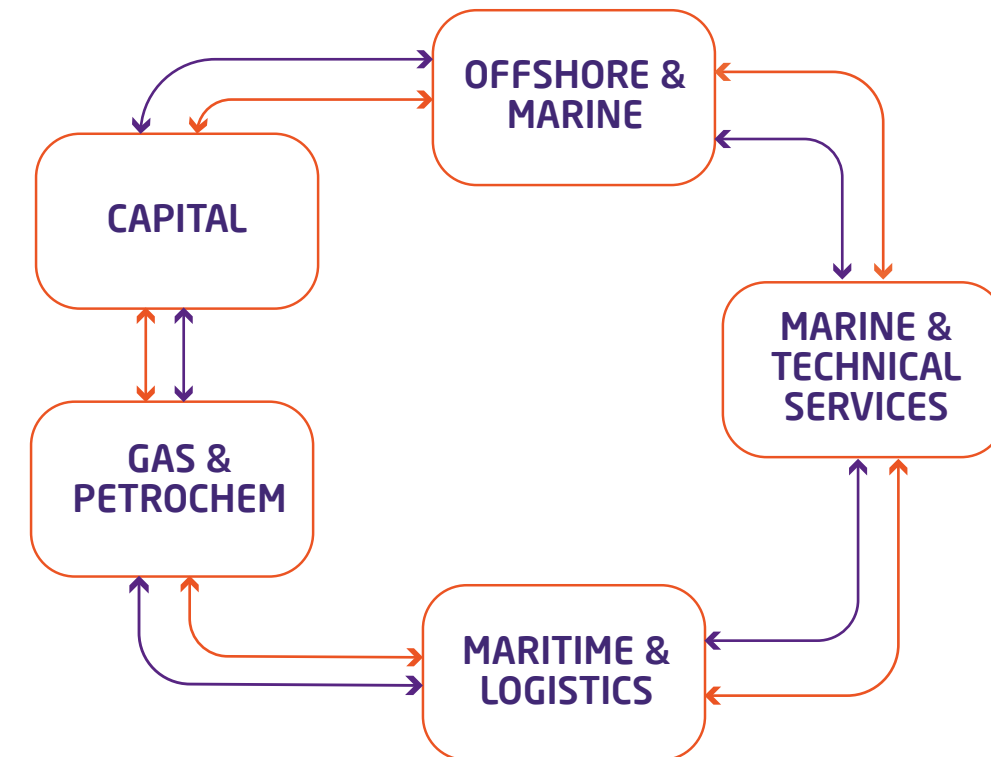 OFFSHORE &
MARINE
CAPITAL
MARINE &
TECHNICAL
SERVICES
GAS &
PETROCHEM
MARITIME &
LOGISTICS